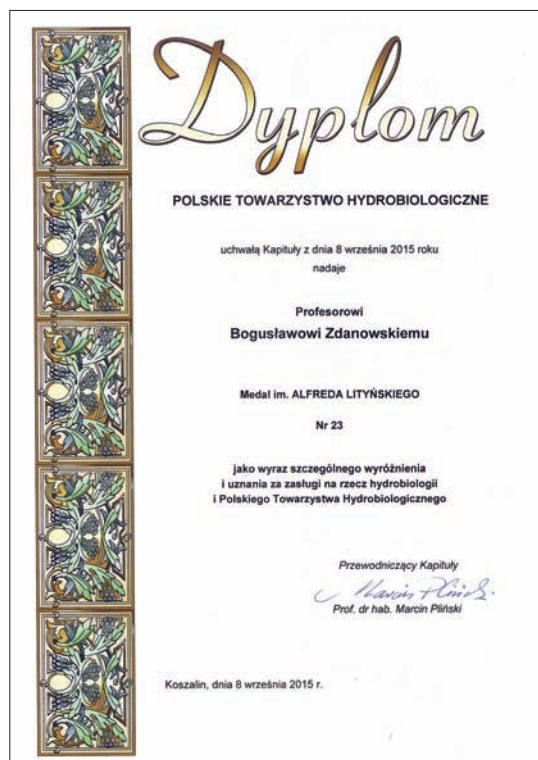 Dyplom
POLSKIE TOWARZYSTWO HYDROBIOLOGICZNE
uchwałą Kapituły z dnia 8 września 2015 roku
nadaje
Profesorowi
Bogusławowi Zdanowskiemu
Medal im. ALFREDA LITYŃSKIEGO
Nr 23
jako wyraz szczególnego wyróżnienia
i uznania za zasługi na rzecz hydrobiologii
i Polskiego Towarzystwa Hydrobiologicznego
Przewodniczący Kapituły
Marcin Pliński
Prof. dr hab. Marcin Pliński
Koszalin, dnia 8 września 2015 r.